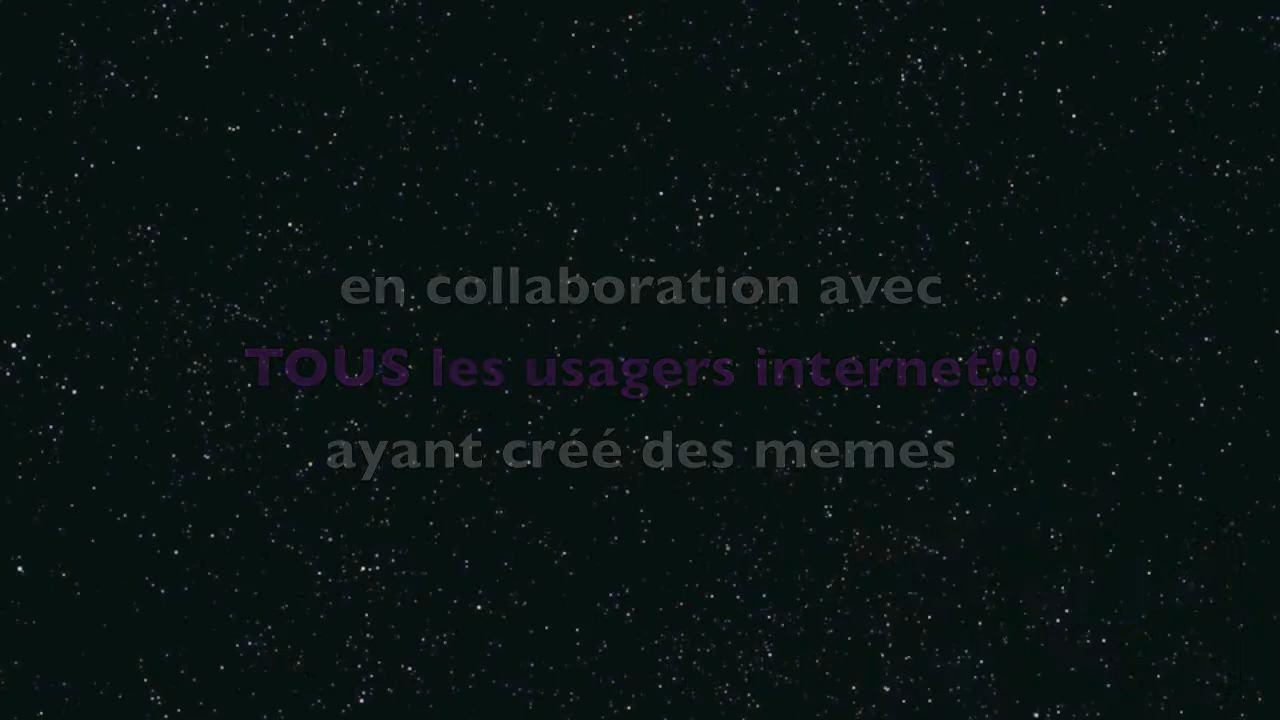 en collaboration avec
TOUS les usagers internet!!!
ayant créé des memes